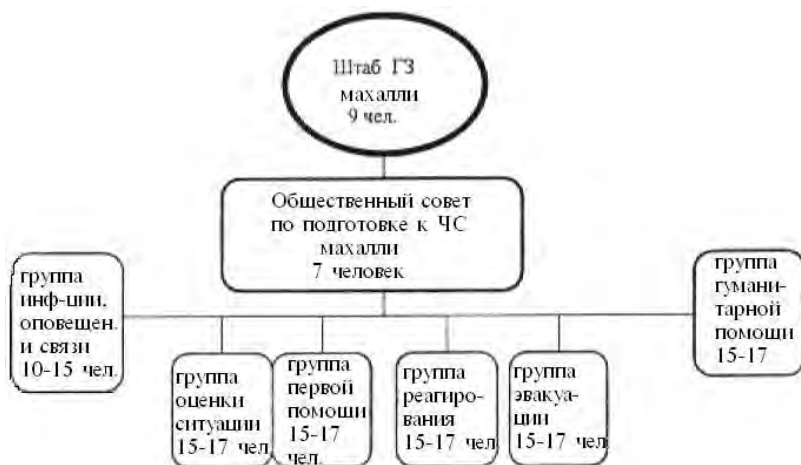 Штаб ГЗ
махалли
9 чел.
Общественный совет
по подготовке к ЧС
махалли
7 человек
группа
инф-ции,
оповещен.
и связи
10-15 чел.
группа
оценки
ситуации
15-17 чел.
группа
первой
помощи
15-17
чел.
группа
реагиро-
вания
15-17 чел
группа
эвакуа-
ции
15-17 чел
группа
гумани-
тарной
помощи
15-17